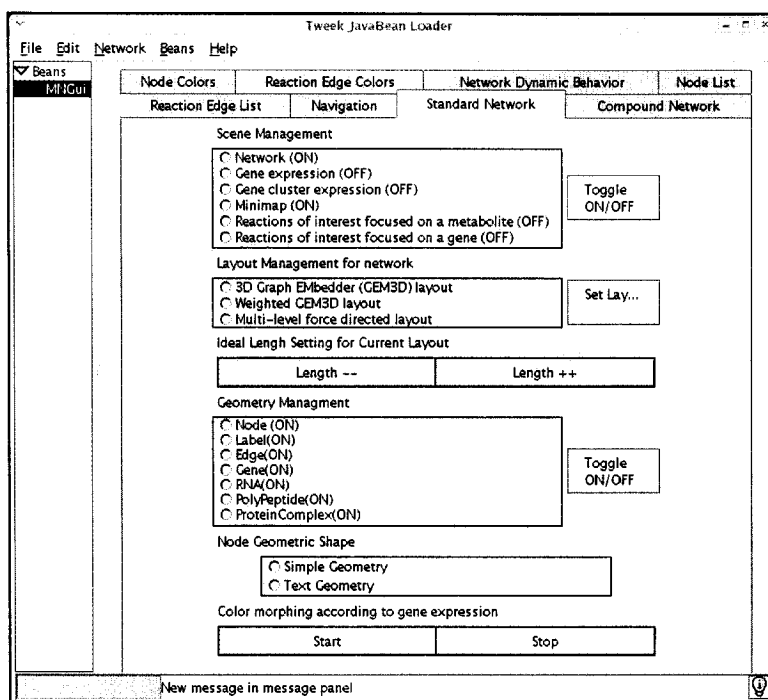 Tweek JavaBean Loader
File Edit Network Beans Help
Beans
MNGui
Node Colors Reaction Edge Colors Network Dynamic Behavior Node List
Reaction Edge List Navigation Standard Network Compound Network
Scene Management
Network (ON)
Gene expression (OFF)
Gene cluster expression (OFF)
Minimap (ON)
Reactions of interest focused on a metabolite (OFF)
Reactions of interest focused on a gene (OFF)
Toggle
ON/OFF
Layout Management for network
3D Graph EMbedder (GEM3D) layout
Weighted GEM3D layout
Multi-level force directed layout
Set Lay...
Ideal Lengh Setting for Current Layout
Length -- Length ++
Geometry Managment
Node (ON)
Label(ON)
Edge(ON)
Gene(ON)
RNA(ON)
PolyPeptide(ON)
ProteinComplex(ON)
Toggle
ON/OFF
Node Geometric Shape
Simple Geometry
Text Geometry
Color morphing according to gene expression
Start Stop
New message in message panel